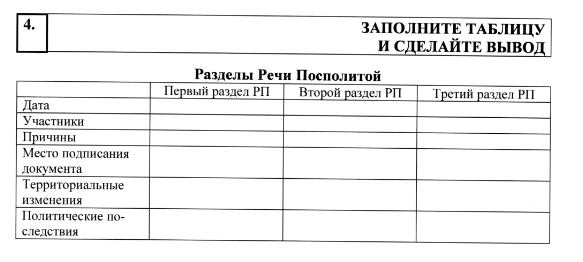 4.
ЗАПОЛНИТЕ ТАБЛИЦУ
И СДЕЛАЙТЕ ВЫВОД
Разделы Речи Посполитой
Первый раздел РП Второй раздел РП Третий раздел РП
Дата
Участники
Причины
Место подписания
документа
Территориальные
изменения
Политические по-
следствия